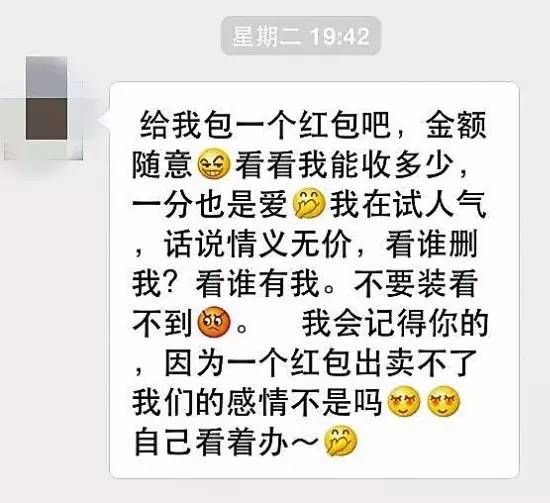 星期二 19:42
给我包一个红包吧，金额
随意😏看看我能收多少，
一分也是爱🤭我在试人气
，话说情义无价，看谁删
我？看谁有我。不要装看
不到😡。 我会记得你的
，因为一个红包出卖不了
我们的感情不是吗😍😍
自己看着办～🤭